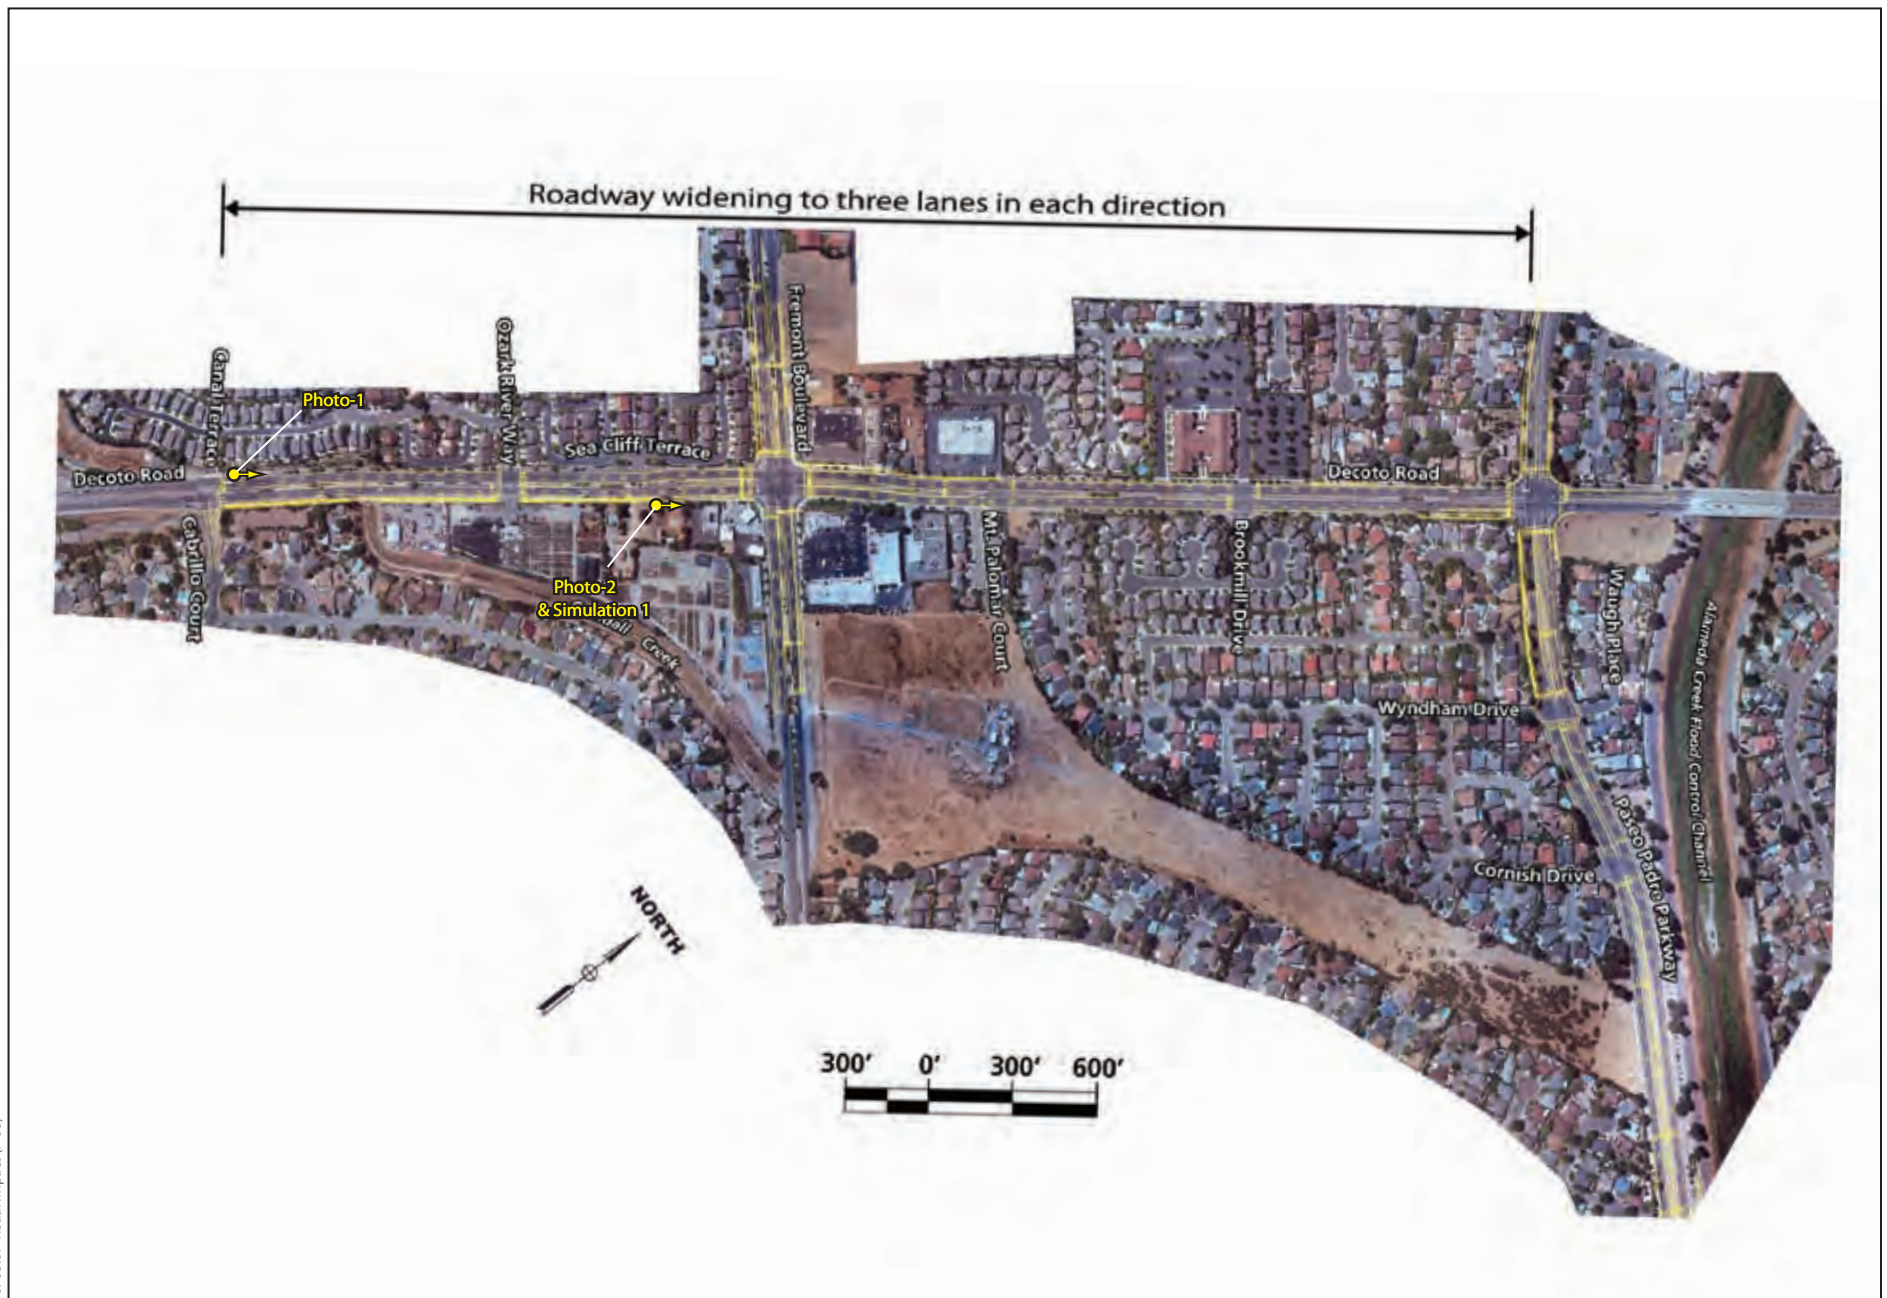 Roadway widening to three lanes in each direction
Fremont Boulevard
Ozark River Way
Canal Terrace
Photo-1
Sea Cliff Terrace
Decoto Road
Decoto Road
Cabrillo Court
Mt. Palomar Court
Brookmill Drive
Waugh Place
Alameda Creek Flood Control Channel
Photo-2
& Simulation 1
Creek
Wyndham Drive
Paseo Padre Parkway
Cornish Drive
NORTH
300' 0' 300' 600'